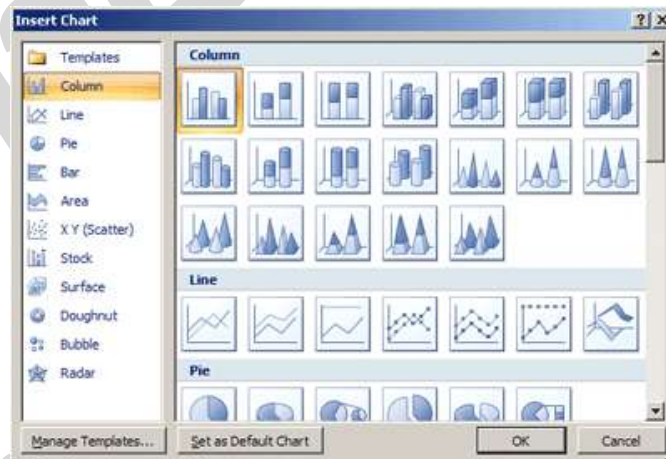 Insert Chart
Templates
Column
Line
Pie
Bar
Area
X Y (Scatter)
Stock
Surface
Doughnut
Bubble
Radar
Column
Line
Pie
Manage Templates...
Set as Default Chart
OK
Cancel